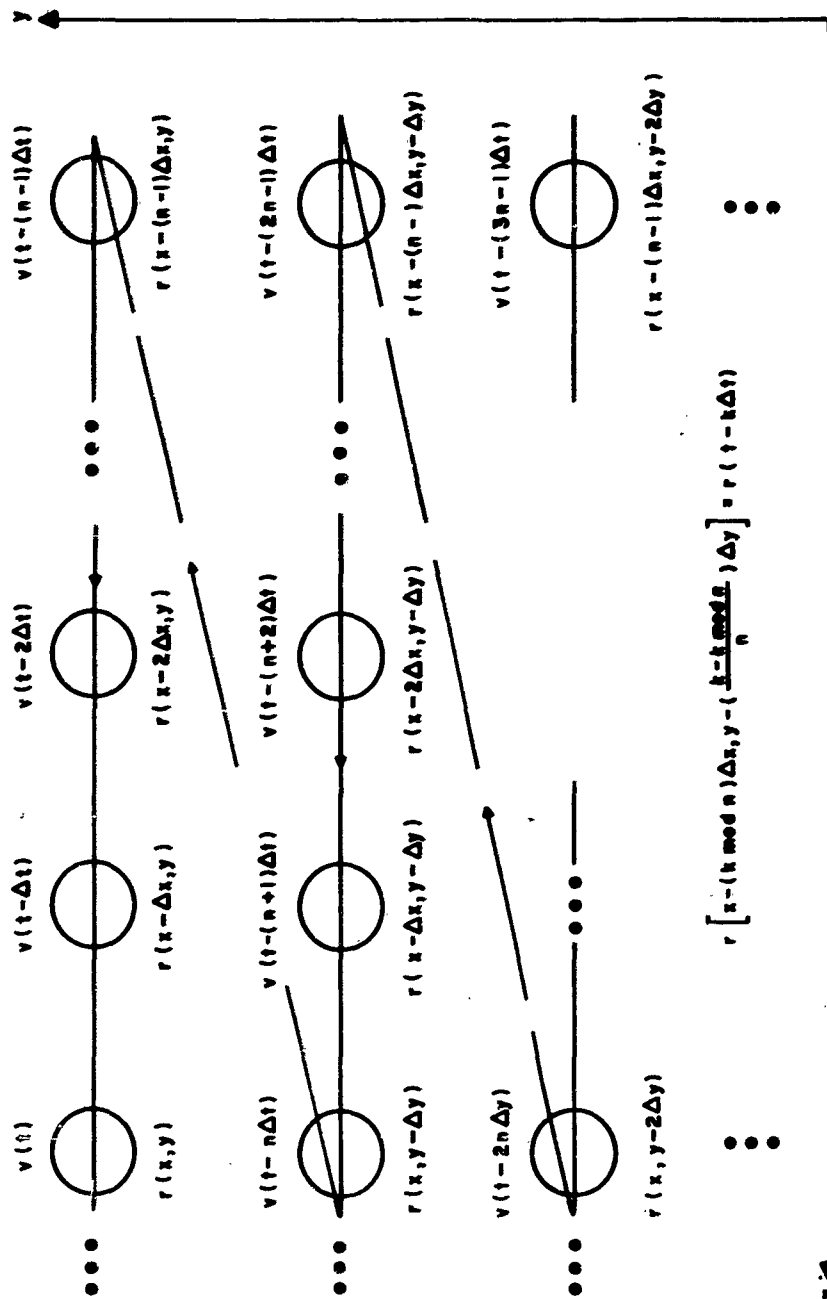 y
v(t) v(t-Δt) v(t-2Δt) v(t-(n-1)Δt)
••• •••
r(x,y) r(x-Δx,y) r(x-2Δx,y) r(x-(n-1)Δx,y)
v(t-nΔt) v(t-(n+1)Δt) v(t-(n+2)Δt) v(t-(2n-1)Δt)
••• •••
r(x,y-Δy) r(x-Δx,y-Δy) r(x-2Δx,y-Δy) r(x-(n-)Δx,y-Δy)
v(t-2nΔy) v(t-(3n-1)Δt)
••• •••
r(x,y-2Δy) r(x-(n-1)Δx,y-2Δy)
••• •••
r[x-(k mod n)Δx,y-(k-k mod n/n)Δy] = r(t-kΔt)